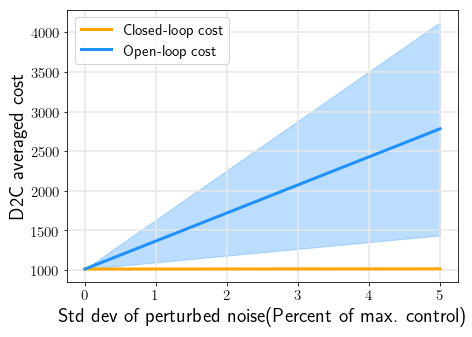 Closed-loop cost
Open-loop cost
D2C averaged cost
4000
3500
3000
2500
2000
1500
1000
0 1 2 3 4 5
Std dev of perturbed noise(Percent of max. control)